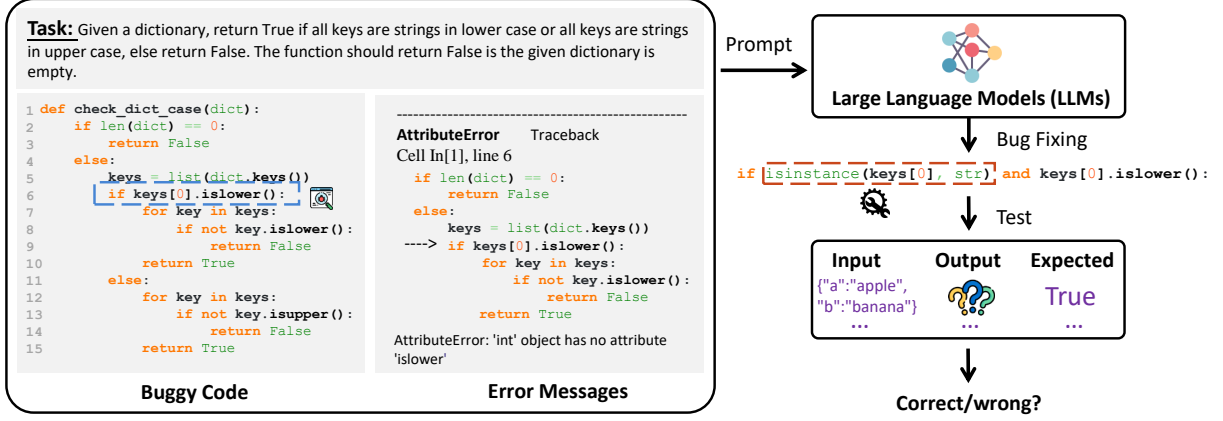 Task: Given a dictionary, return True if all keys are strings in lower case or all keys are strings
in upper case, else return False. The function should return False is the given dictionary is
empty.
1 def check_dict_case(dict):
2     if len(dict) == 0:
3         return False
4     else:
5         keys = list(dict.keys())
6         if keys[0].islower():
7             for key in keys:
8                 if not key.islower():
9                     return False
10            return True
11        else:
12            for key in keys:
13                if not key.isupper():
14                    return False
15            return True
Buggy Code
AttributeError Traceback
Cell In[1], line 6
if len(dict) == 0:
    return False
else:
    keys = list(dict.keys())
----> if keys[0].islower():
        for key in keys:
            if not key.islower():
                return False
        return True
AttributeError: 'int' object has no attribute
'islower'
Error Messages
Prompt
Large Language Models (LLMs)
Bug Fixing
if isinstance(keys[0], str) and keys[0].islower():
Test
Input Output Expected
{"a":"apple",
"b":"banana"}
???
True
... ... ...
Correct/wrong?